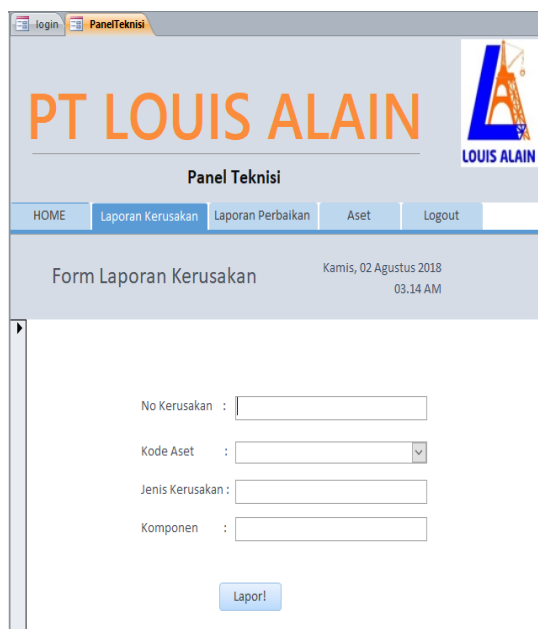 login PanelTeknisi
PT LOUIS ALAIN
LOUIS ALAIN
Panel Teknisi
HOME Laporan Kerusakan Laporan Perbaikan Aset Logout
Form Laporan Kerusakan
Kamis, 02 Agustus 2018
03.14 AM
No Kerusakan :
Kode Aset :
Jenis Kerusakan :
Komponen :
Lapor!